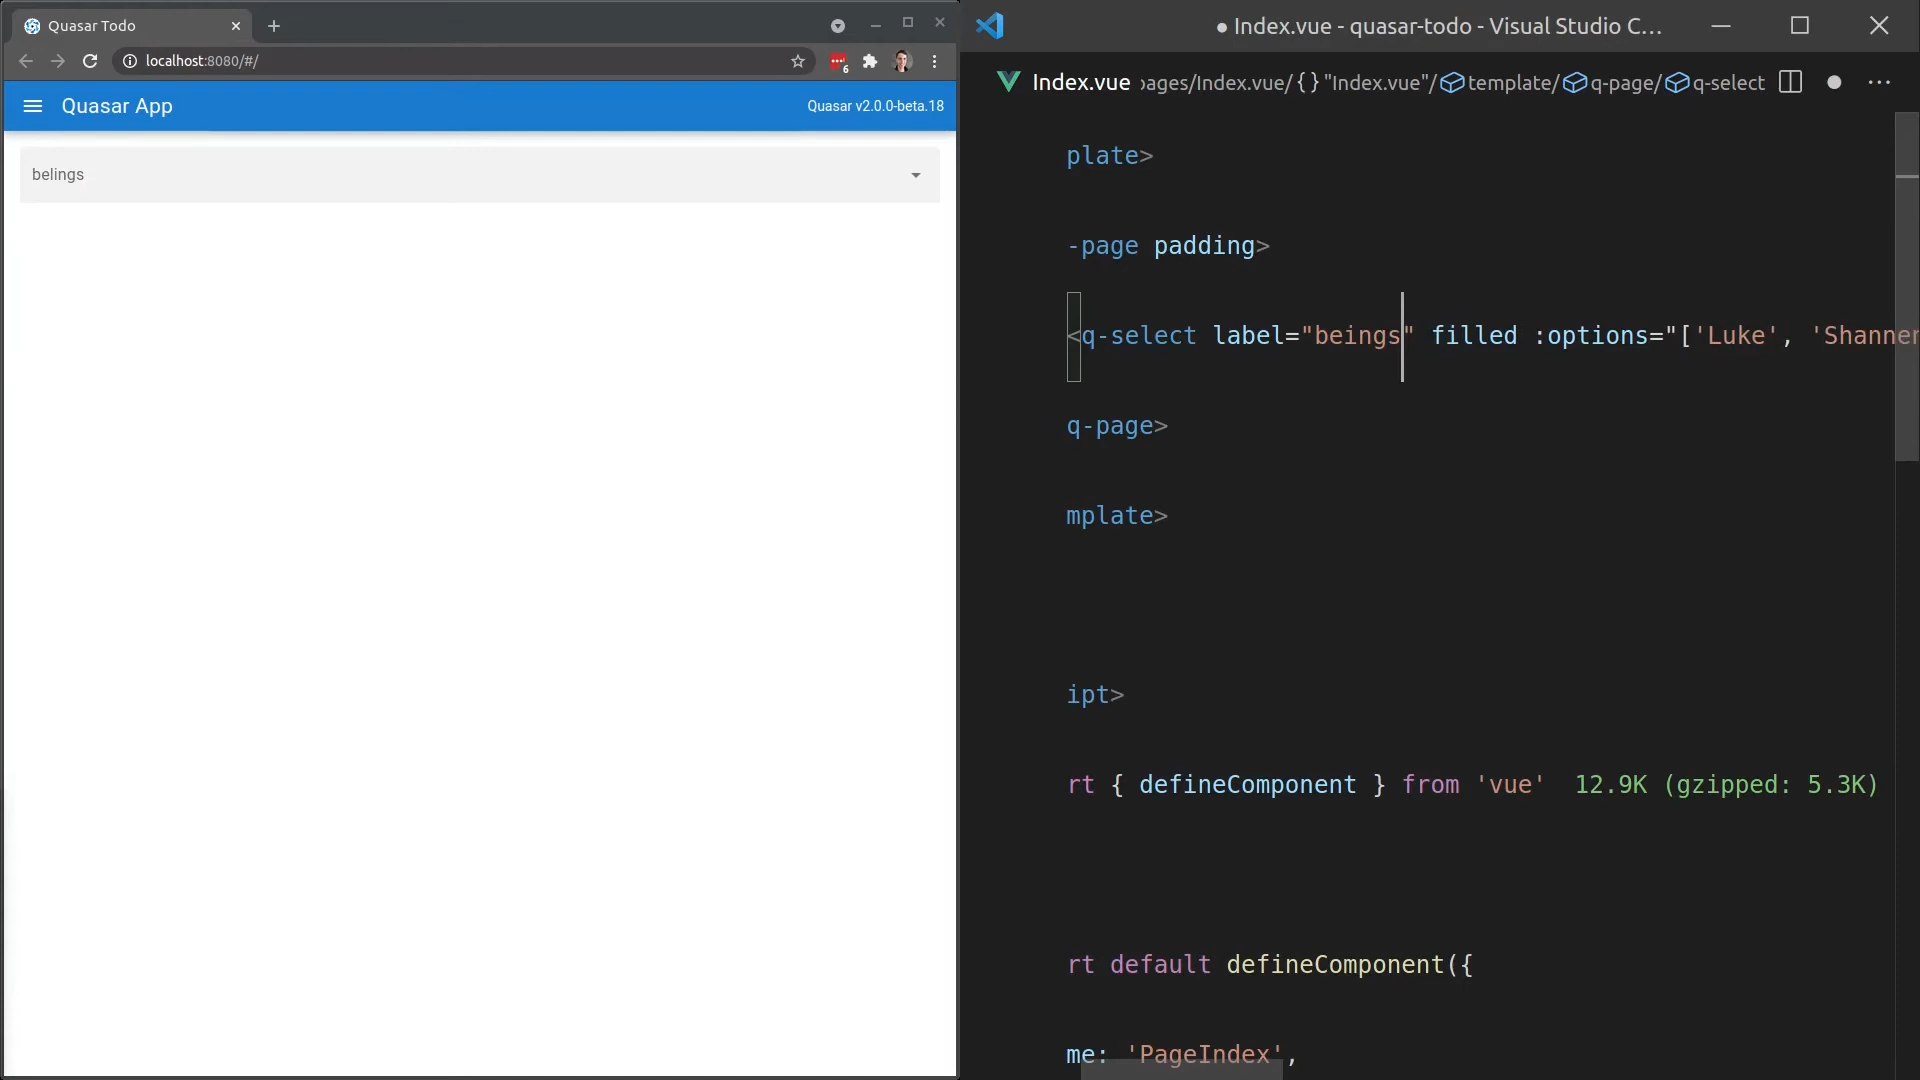 Quasar Todo
localhost:8080/#/
6
Quasar App
Quasar v2.0.0-beta.18
belings
● Index.vue - quasar-todo - Visual Studio C...
Index.vue pages/Index.vue/{}"Index.vue"/template/q-page/q-select
plate>
-page padding>
<q-select label="beings" filled :options="['Luke', 'Shanner
q-page>
mplate>
ipt>
rt { defineComponent } from 'vue' 12.9K (gzipped: 5.3K)
rt default defineComponent({
me: 'PageIndex',